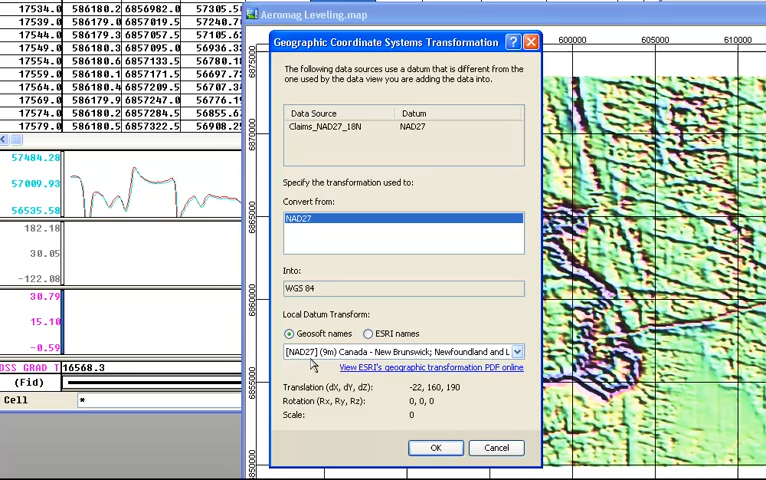 17534.0 586180.2 6856982.0 57305.5
17539.0 586179.0 6857019.5 57240.7
17544.0 586179.3 6857057.5 57105.6
17549.0 586180.3 6857095.0 56936.3
17554.0 586180.6 6857133.5 56780.1
17559.0 586180.1 6857171.5 56697.7
17564.0 586180.4 6857209.5 56707.3
17569.0 586179.9 6857247.0 56776.1
17574.0 586180.2 6857284.5 56855.6
17579.0 586180.5 6857322.5 56908.2
57484.28
57009.93
56535.58
182.18
30.05
-122.08
30.79
15.10
-0.59
OSS GRAD T 16568.3
(Fid)
Cell *
Aeromag Leveling.map
600000 605000 610000
6875000
6870000
6865000
6860000
6855000
6850000
Geographic Coordinate Systems Transformation
The following data sources use a datum that is different from the
one used by the data view you are adding the data into.
Data Source Datum
Claims_NAD27_18N NAD27
Specify the transformation used to:
Convert from:
NAD27
Into:
WGS 84
Local Datum Transform:
Geosoft names ESRI names
[NAD27] (9m) Canada - New Brunswick; Newfoundland and L
View ESRI's geographic transformation PDF online
Translation (dX, dY, dZ) -22, 160, 190
Rotation (Rx, Ry, Rz) 0, 0, 0
Scale: 0
OK Cancel